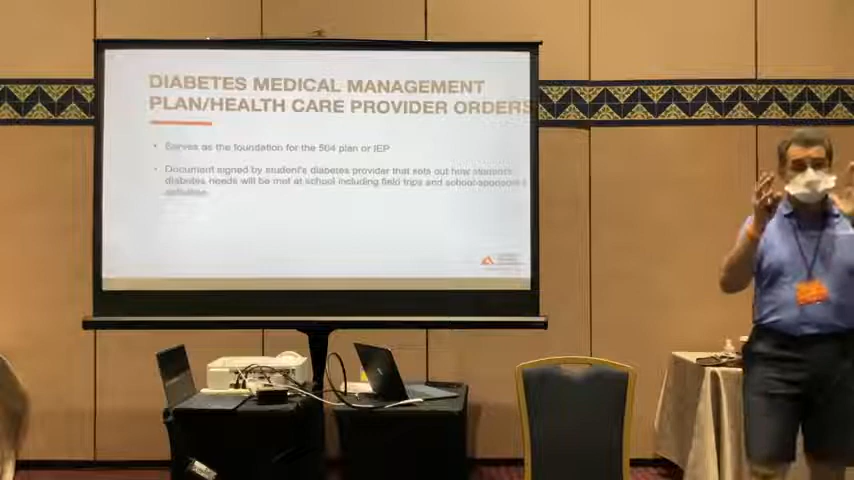 DIABETES MEDICAL MANAGEMENT
PLAN/HEALTH CARE PROVIDER ORDERS
• Serves as the foundation for the 504 plan or IEP
• Document signed by student's diabetes provider that sets out how student's
diabetes needs will be met at school including field trips and school-sponsored
activities